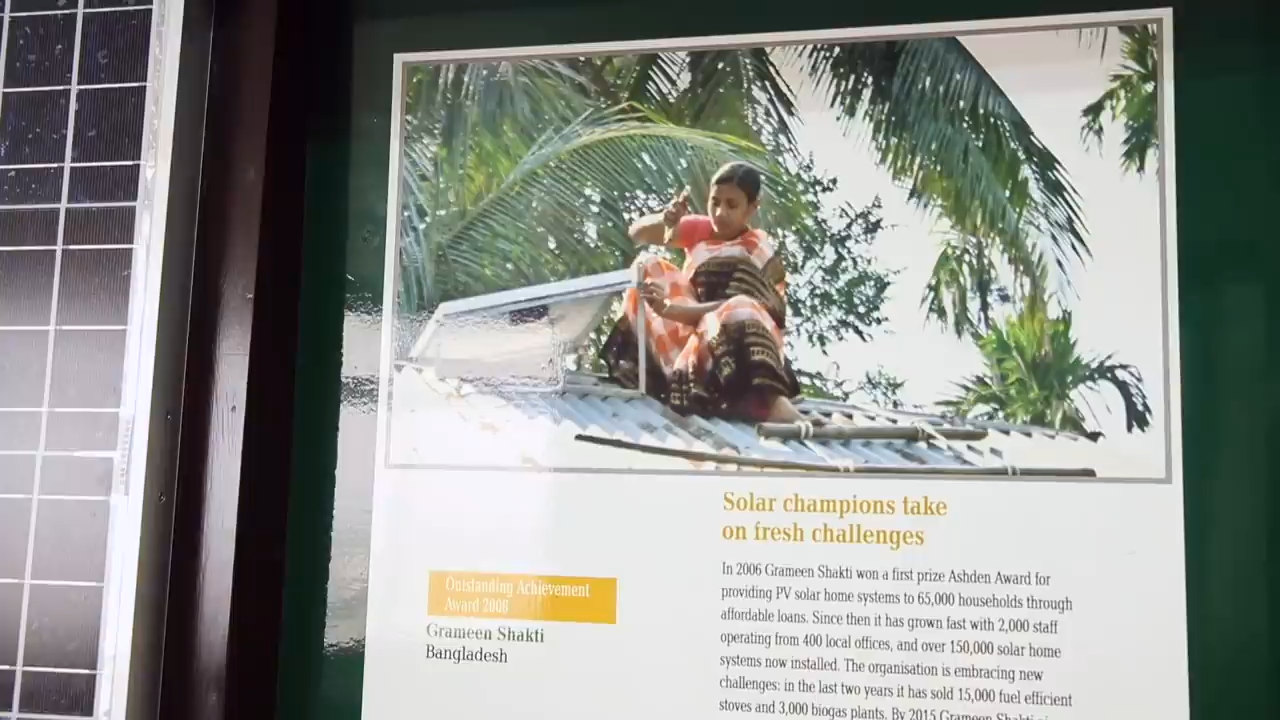 Solar champions take
on fresh challenges
In 2006 Grameen Shakti won a first prize Ashden Award for
providing PV solar home systems to 65,000 households through
affordable loans. Since then it has grown fast with 2,000 staff
operating from 400 local offices, and over 150,000 solar home
systems now installed. The organisation is embracing new
challenges: in the last two years it has sold 15,000 fuel efficient
stoves and 3,000 biogas plants. By 2015 Grameen Shakti
Outstanding Achievement
Award 2008
Grameen Shakti
Bangladesh